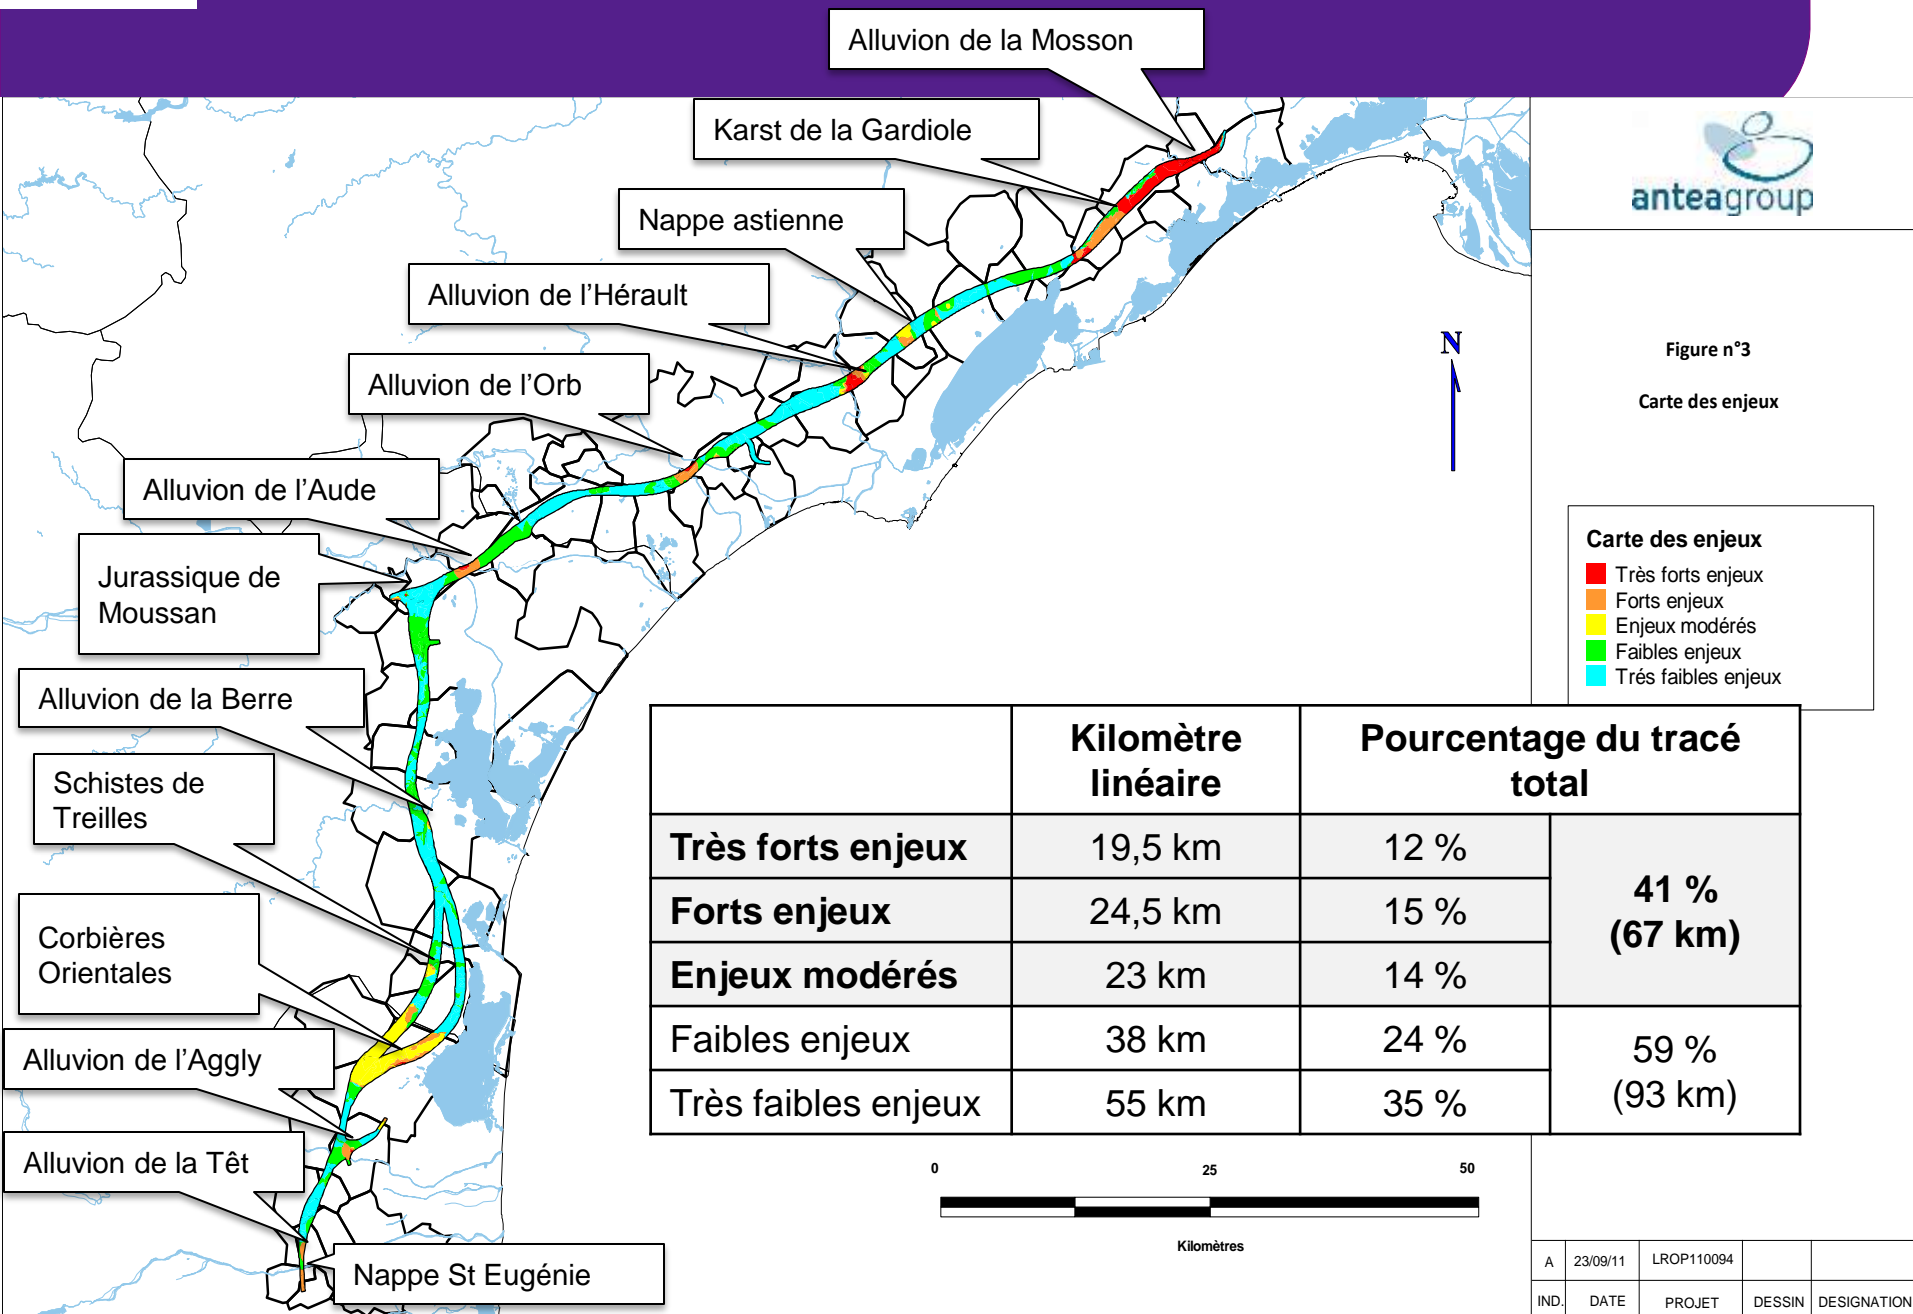 Alluvion de la Mosson
Karst de la Gardiole
Nappe astienne
Alluvion de l'Hérault
Alluvion de l'Orb
Alluvion de l'Aude
Jurassique de
Moussan
Alluvion de la Berre
Schistes de
Treilles
Corbières
Orientales
Alluvion de l'Aggly
Alluvion de la Têt
Nappe St Eugénie
anteagroup
N
Figure n°3
Carte des enjeux
Carte des enjeux
Très forts enjeux
Forts enjeux
Enjeux modérés
Faibles enjeux
Trés faibles enjeux
Kilomètre
linéaire
Pourcentage du tracé
total
Très forts enjeux 19,5 km 12 %
Forts enjeux 24,5 km 15 %
Enjeux modérés 23 km 14 %
41 %
(67 km)
Faibles enjeux 38 km 24 %
Très faibles enjeux 55 km 35 %
59 %
(93 km)
0 25 50
Kilomètres
A 23/09/11 LROP110094
IND. DATE PROJET DESSIN DESIGNATION